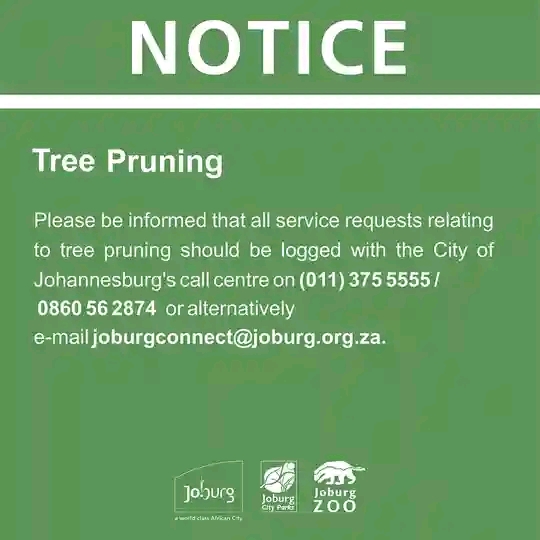 NOTICE
Tree Pruning
Please be informed that all service requests relating
to tree pruning should be logged with the City of
Johannesburg's call centre on (011) 375 5555 /
0860 56 2874 or alternatively
e-mail joburgconnect@joburg.org.za.
Joburg
a world class African City
Joburg
City Parks
Joburg
ZOO